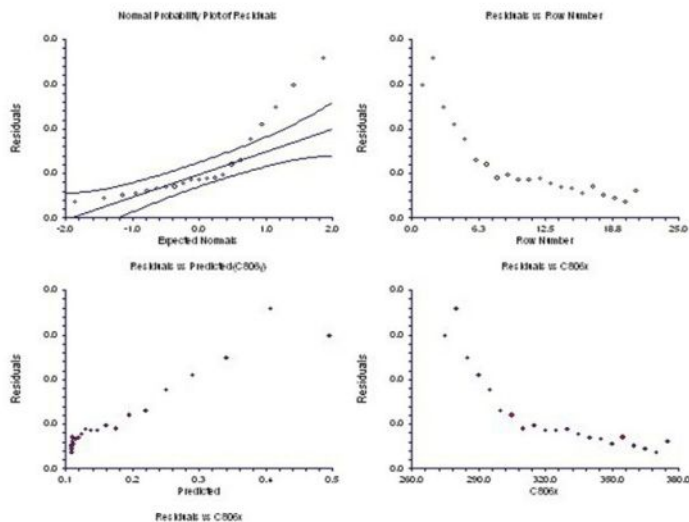 Normal Probability Plot of Residuals
Residuals
0.0
0.0
0.0
0.0
0.0
-2.0 -1.0 0.0 1.0 2.0
Expected Normals
Residuals vs Row Number
Residuals
0.0
0.0
0.0
0.0
0.0
0.0 6.3 12.5 18.8 25.0
Row Number
Residuals vs Predicted(C806)
Residuals
0.0
0.0
0.0
0.0
0.0
0.1 0.2 0.3 0.4 0.5
Predicted
Residuals vs C806x
Residuals
0.0
0.0
0.0
0.0
0.0
260.0 290.0 320.0 350.0 380.0
C806x
Residuals vs C806x